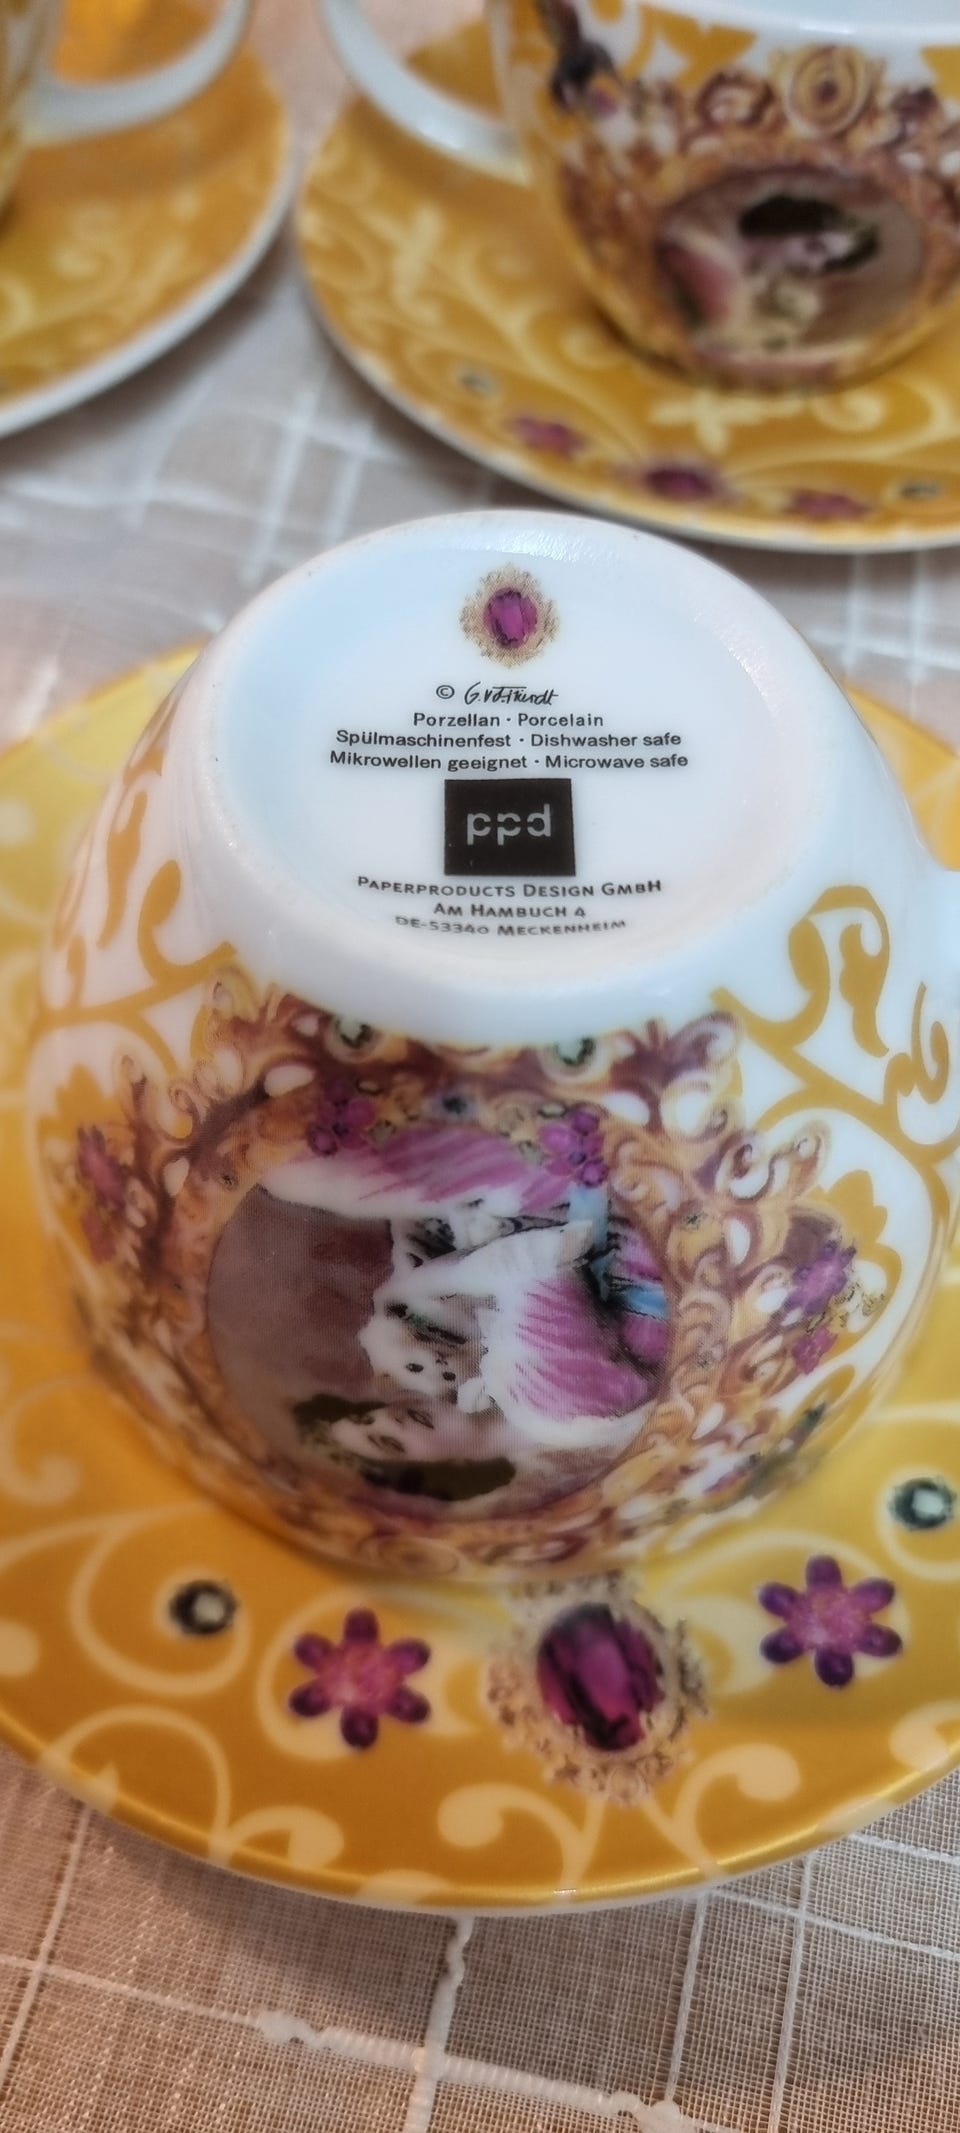 ©
Porzellan · Porcelain
Spülmaschinenfest · Dishwasher safe
Mikrowellen geeignet · Microwave safe
ppd
PAPERPRODUCTS DESIGN GMBH
AM HAMBUCH 4
DE-53340 MECKENHEIM